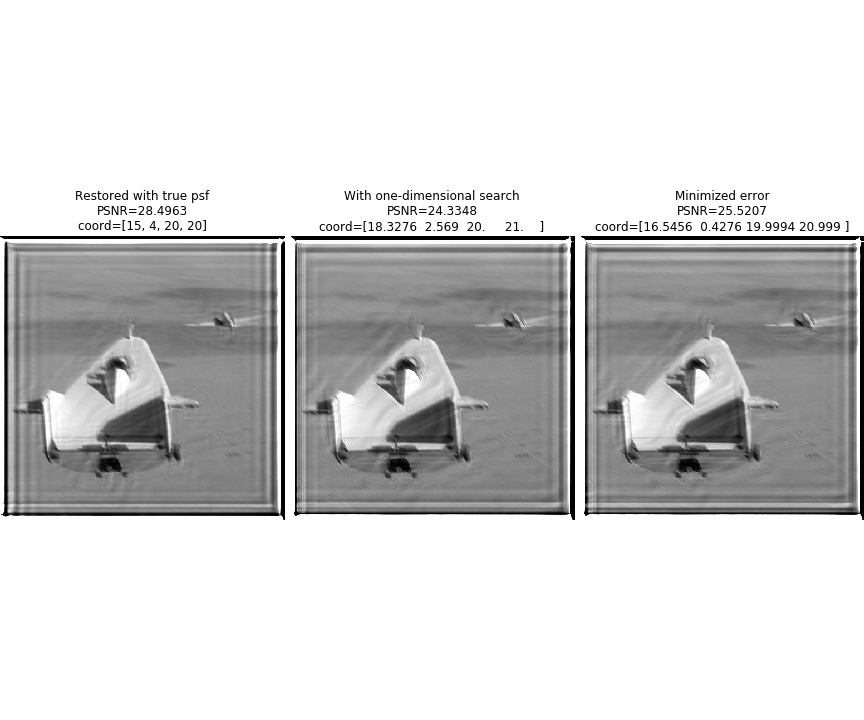 Restored with true psf
PSNR=28.4963
coord=[15, 4, 20, 20]
With one-dimensional search
PSNR=24.3348
coord=[18.3276  2.569  20.     21.    ]
Minimized error
PSNR=25.5207
coord=[16.5456  0.4276 19.9994 20.999 ]